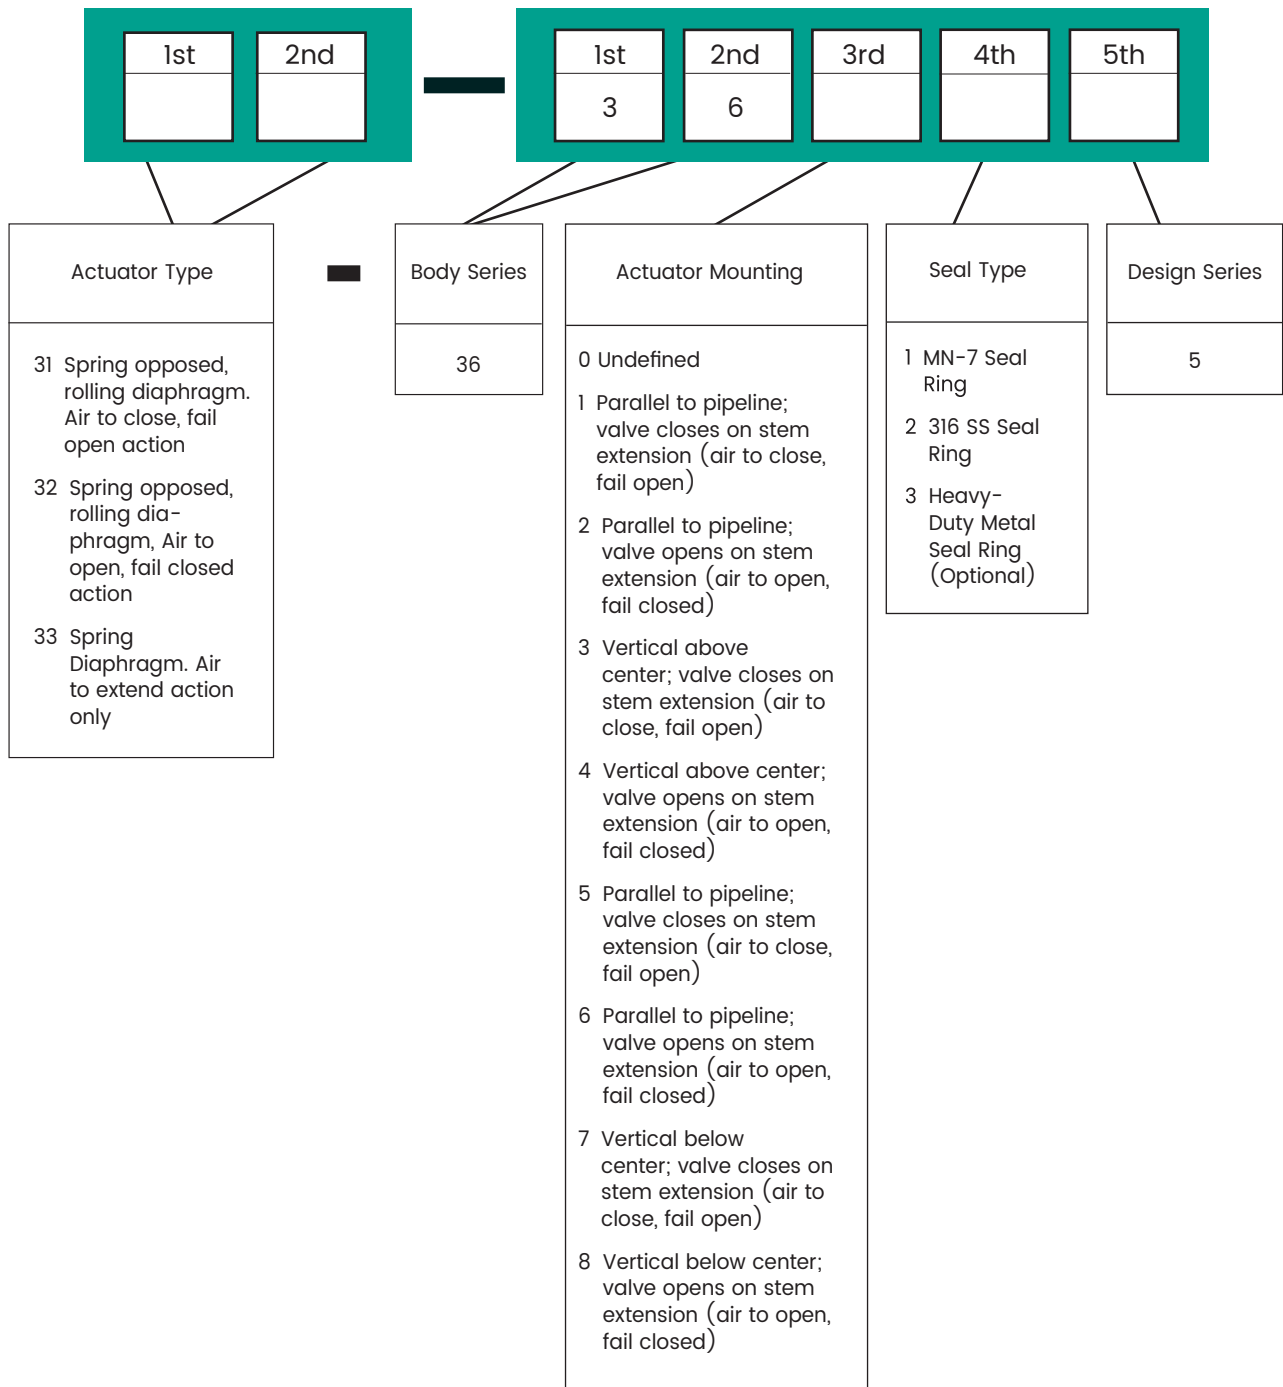 1st
2nd
1st
2nd
3rd
4th
5th
3
6
Actuator Type
31 Spring opposed,
rolling diaphragm.
Air to close, fail
open action
32 Spring opposed,
rolling dia-
phragm, Air to
open, fail closed
action
33 Spring
Diaphragm. Air
to extend action
only
Body Series
36
Actuator Mounting
0 Undefined
1 Parallel to pipeline;
valve closes on stem
extension (air to close,
fail open)
2 Parallel to pipeline;
valve opens on stem
extension (air to open,
fail closed)
3 Vertical above
center; valve closes on
stem extension (air to
close, fail open)
4 Vertical above center;
valve opens on stem
extension (air to open,
fail closed)
5 Parallel to pipeline;
valve closes on stem
extension (air to close,
fail open)
6 Parallel to pipeline;
valve opens on stem
extension (air to open,
fail closed)
7 Vertical below
center; valve closes on
stem extension (air to
close, fail open)
8 Vertical below center;
valve opens on stem
extension (air to open,
fail closed)
Seal Type
1 MN-7 Seal
Ring
2 316 SS Seal
Ring
3 Heavy-
Duty Metal
Seal Ring
(Optional)
Design Series
5